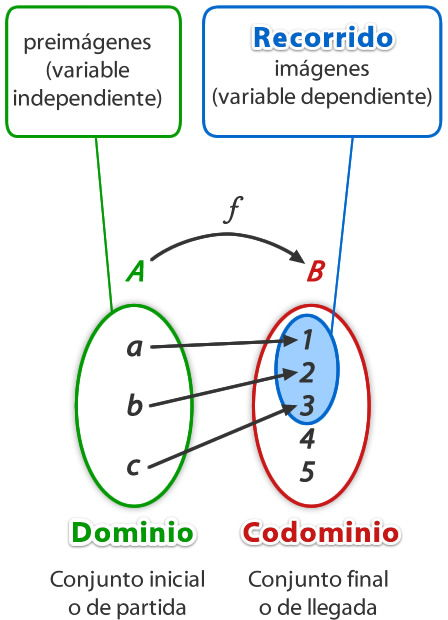 preimágenes
(variable
independiente)
Recorrido
imágenes
(variable dependiente)
f
A
B
a
b
c
1
2
3
4
5
Dominio
Conjunto inicial
o de partida
Codominio
Conjunto final
o de llegada